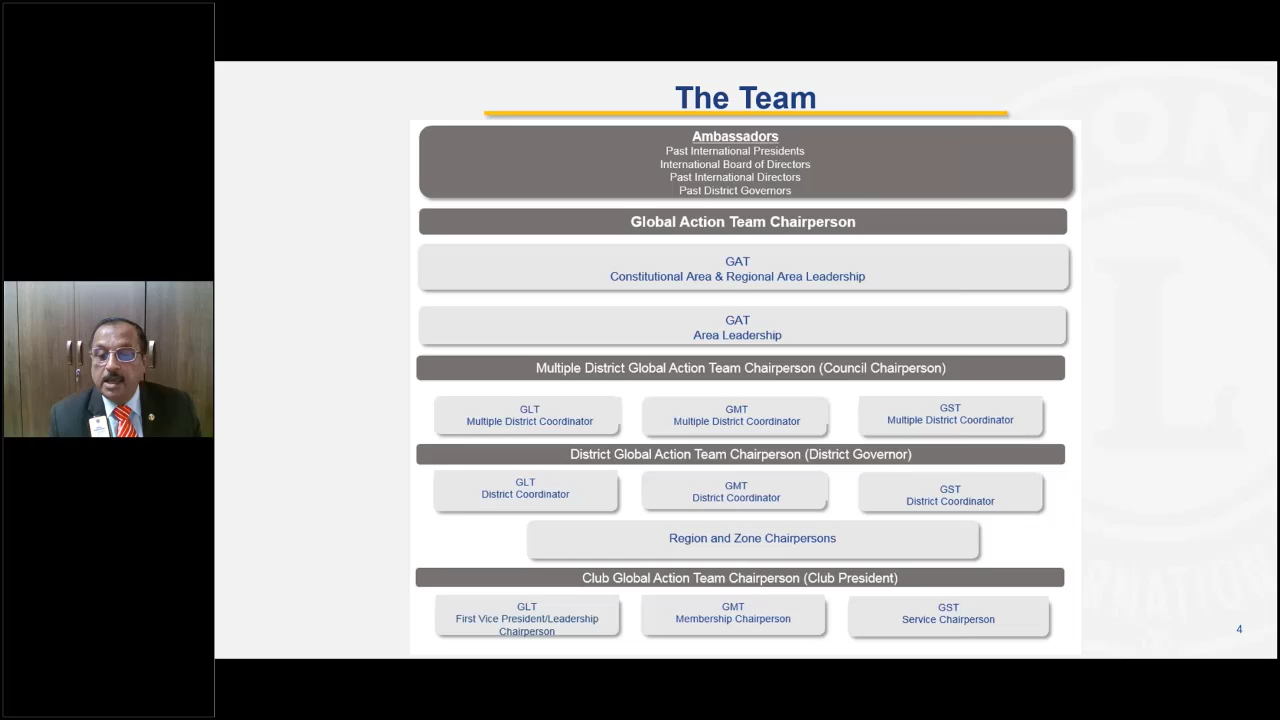 The Team
Ambassadors
Past International Presidents
International Board of Directors
Past International Directors
Past District Governors
Global Action Team Chairperson
GAT
Constitutional Area & Regional Area Leadership
GAT
Area Leadership
Multiple District Global Action Team Chairperson (Council Chairperson)
GLT
Multiple District Coordinator
GMT
Multiple District Coordinator
GST
Multiple District Coordinator
District Global Action Team Chairperson (District Governor)
GLT
District Coordinator
GMT
District Coordinator
GST
District Coordinator
Region and Zone Chairpersons
Club Global Action Team Chairperson (Club President)
GLT
First Vice President/Leadership
Chairperson
GMT
Membership Chairperson
GST
Service Chairperson
4